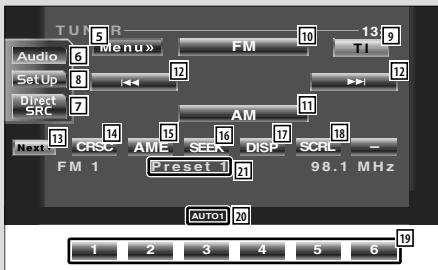 TUNER
13:
5
10
9
Menu»
FM
TI
Audio
6
SetUp
8
12
12
Direct
SRC
7
11
AM
13
14
15
16
17
18
Next
CRSC
AME
SEEK
DISP
SCRL
–
FM 1
Preset 1
21
98.1 MHz
AUTO1
20
19
1
2
3
4
5
6